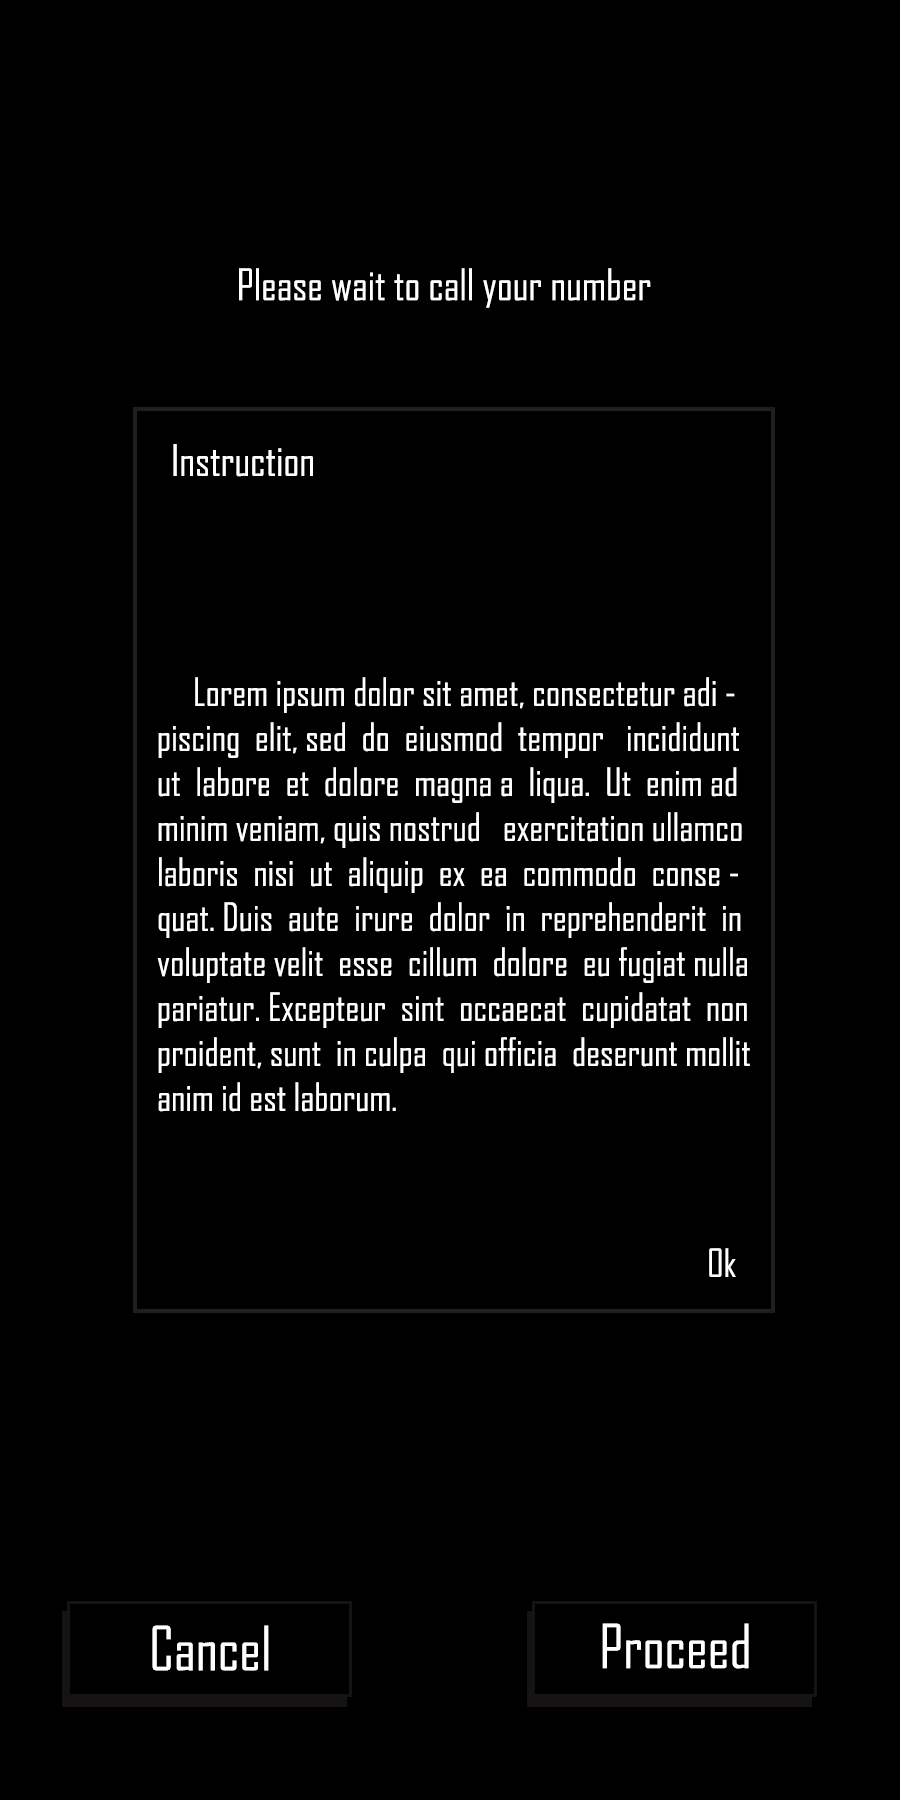 Please wait to call your number
Instruction
Lorem ipsum dolor sit amet, consectetur adi -
piscing elit, sed do eiusmod tempor incididunt
ut labore et dolore magna a liqua. Ut enim ad
minim veniam, quis nostrud exercitation ullamco
laboris nisi ut aliquip ex ea commodo conse -
quat. Duis aute irure dolor in reprehenderit in
voluptate velit esse cillum dolore eu fugiat nulla
pariatur. Excepteur sint occaecat cupidatat non
proident, sunt in culpa qui officia deserunt mollit
anim id est laborum.
Ok
Cancel
Proceed